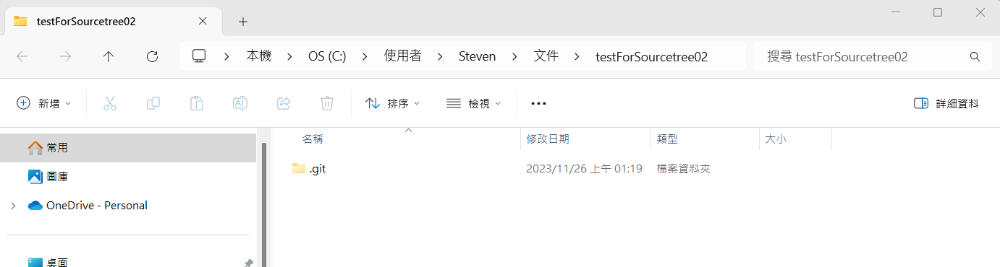 testForSourcetree02
本機 OS (C:) 使用者 Steven 文件 testForSourcetree02 搜尋 testForSourcetree02
新增 排序 檢視 詳細資料
名稱 修改日期 類型 大小
常用
.git 2023/11/26 上午 01:19 檔案資料夾
圖庫
OneDrive - Personal
桌面